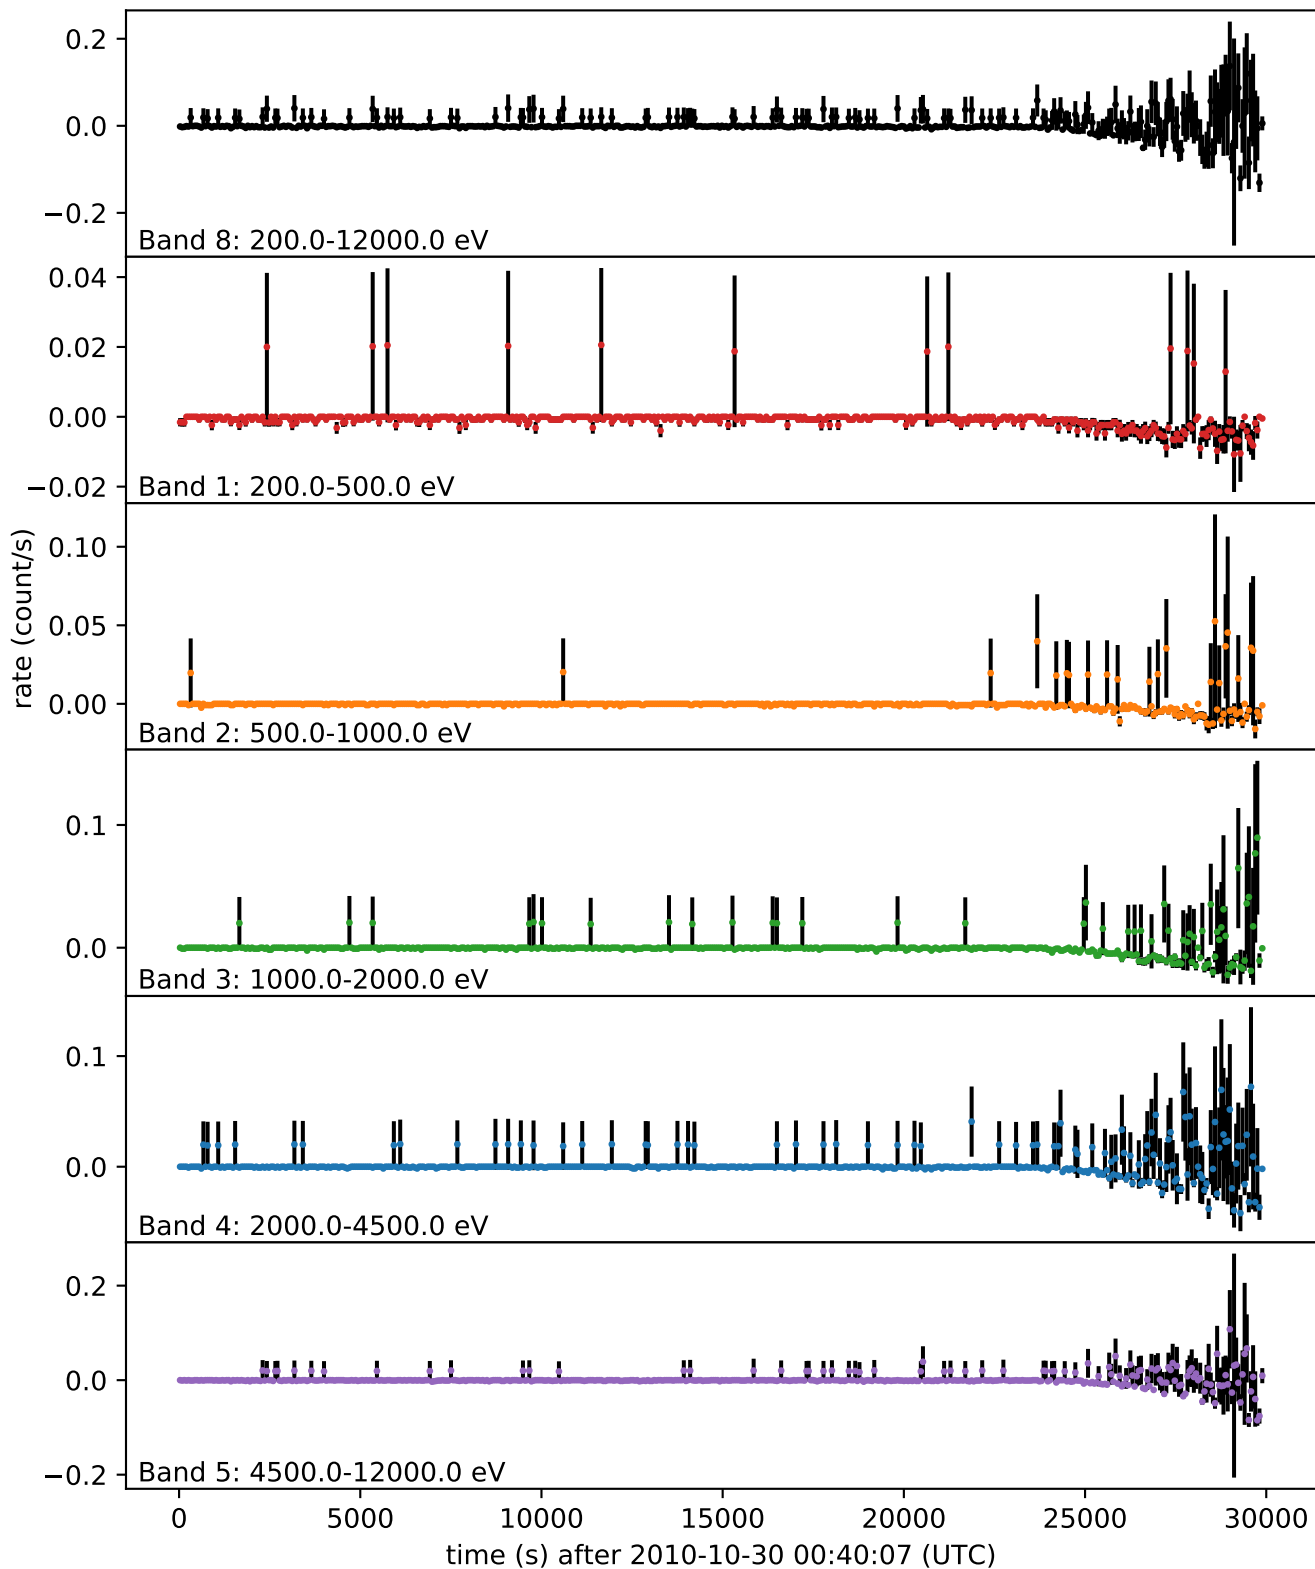 0.2
0.0
−0.2
Band 8: 200.0-12000.0 eV
0.04
0.02
0.00
−0.02
Band 1: 200.0-500.0 eV
rate (count/s)
0.10
0.05
0.00
Band 2: 500.0-1000.0 eV
0.1
0.0
Band 3: 1000.0-2000.0 eV
0.1
0.0
Band 4: 2000.0-4500.0 eV
0.2
0.0
−0.2
Band 5: 4500.0-12000.0 eV
0 5000 10000 15000 20000 25000 30000
time (s) after 2010-10-30 00:40:07 (UTC)